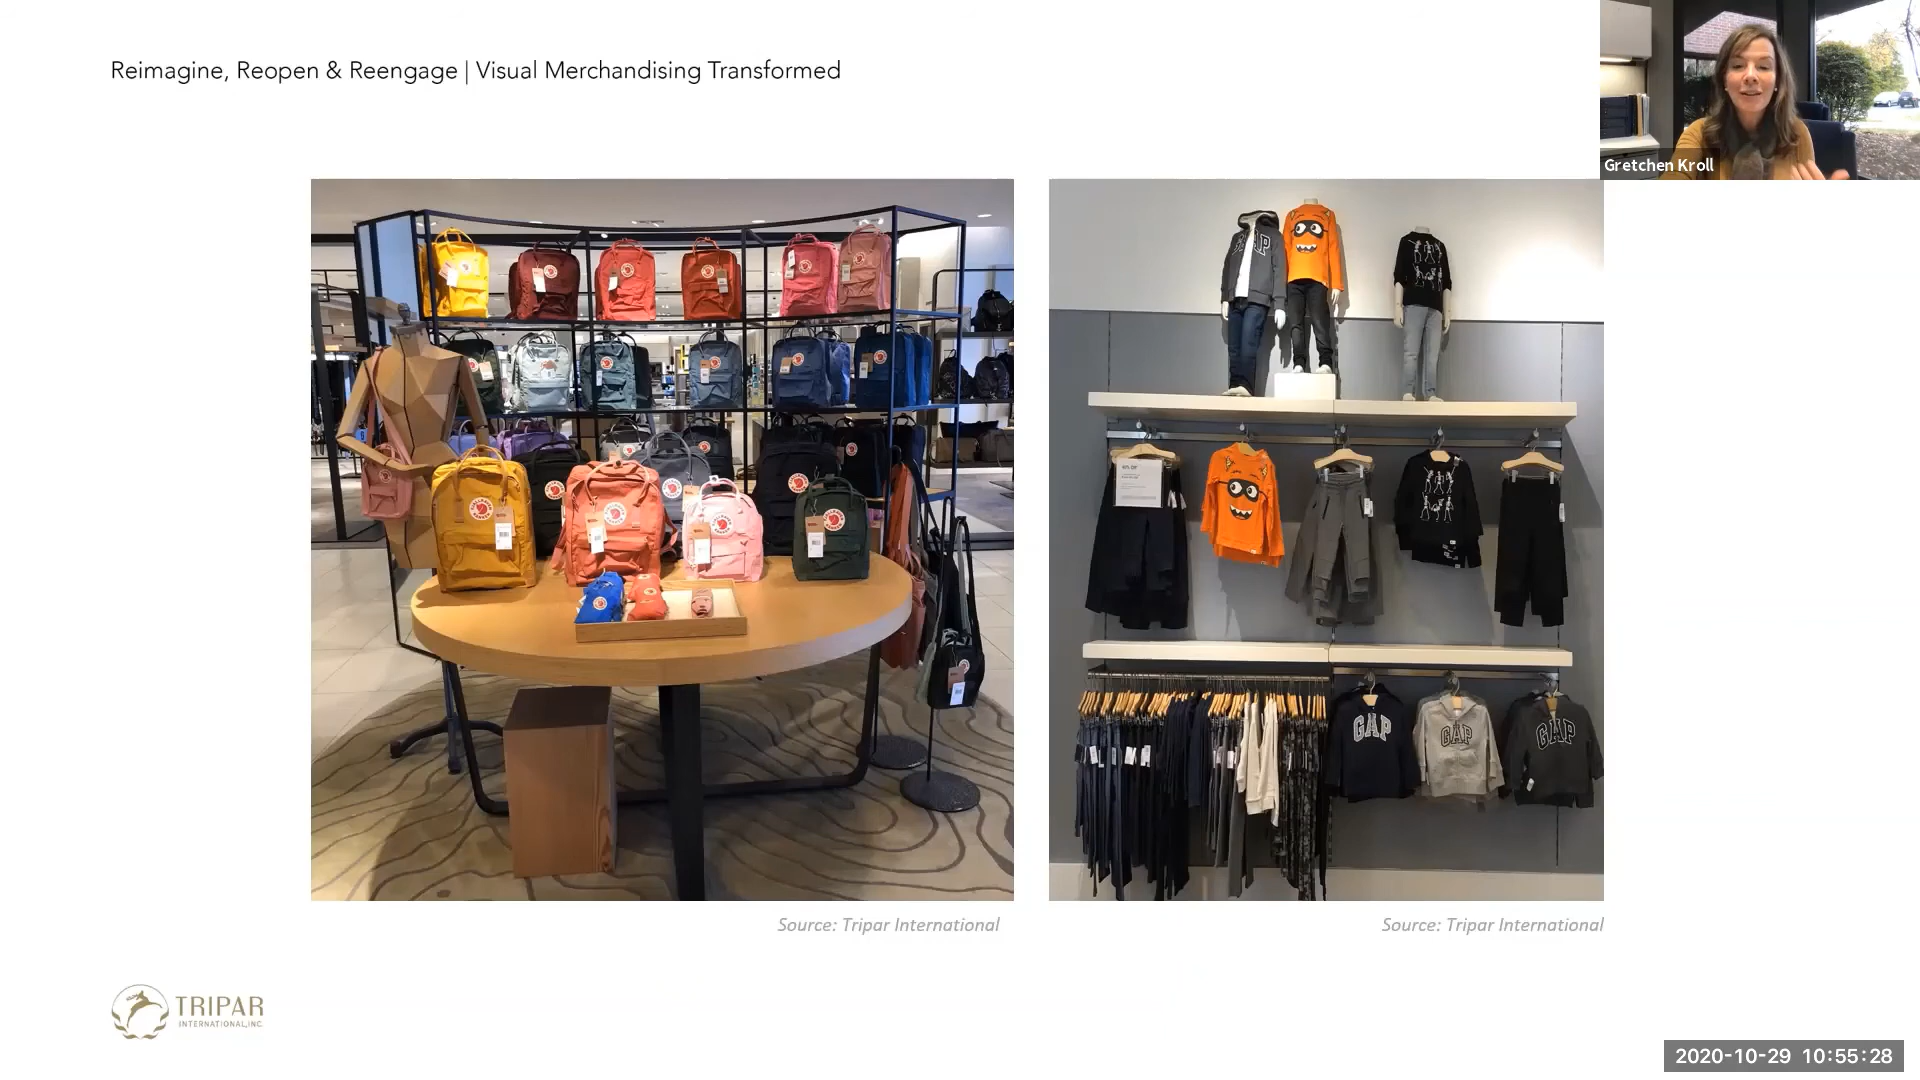 Reimagine, Reopen & Reengage | Visual Merchandising Transformed
Gretchen Kroll
GAP
GAP
GAP
GAP
Source: Tripar International
Source: Tripar International
TRIPAR
INTERNATIONAL, INC.
2020-10-29 10:55:28